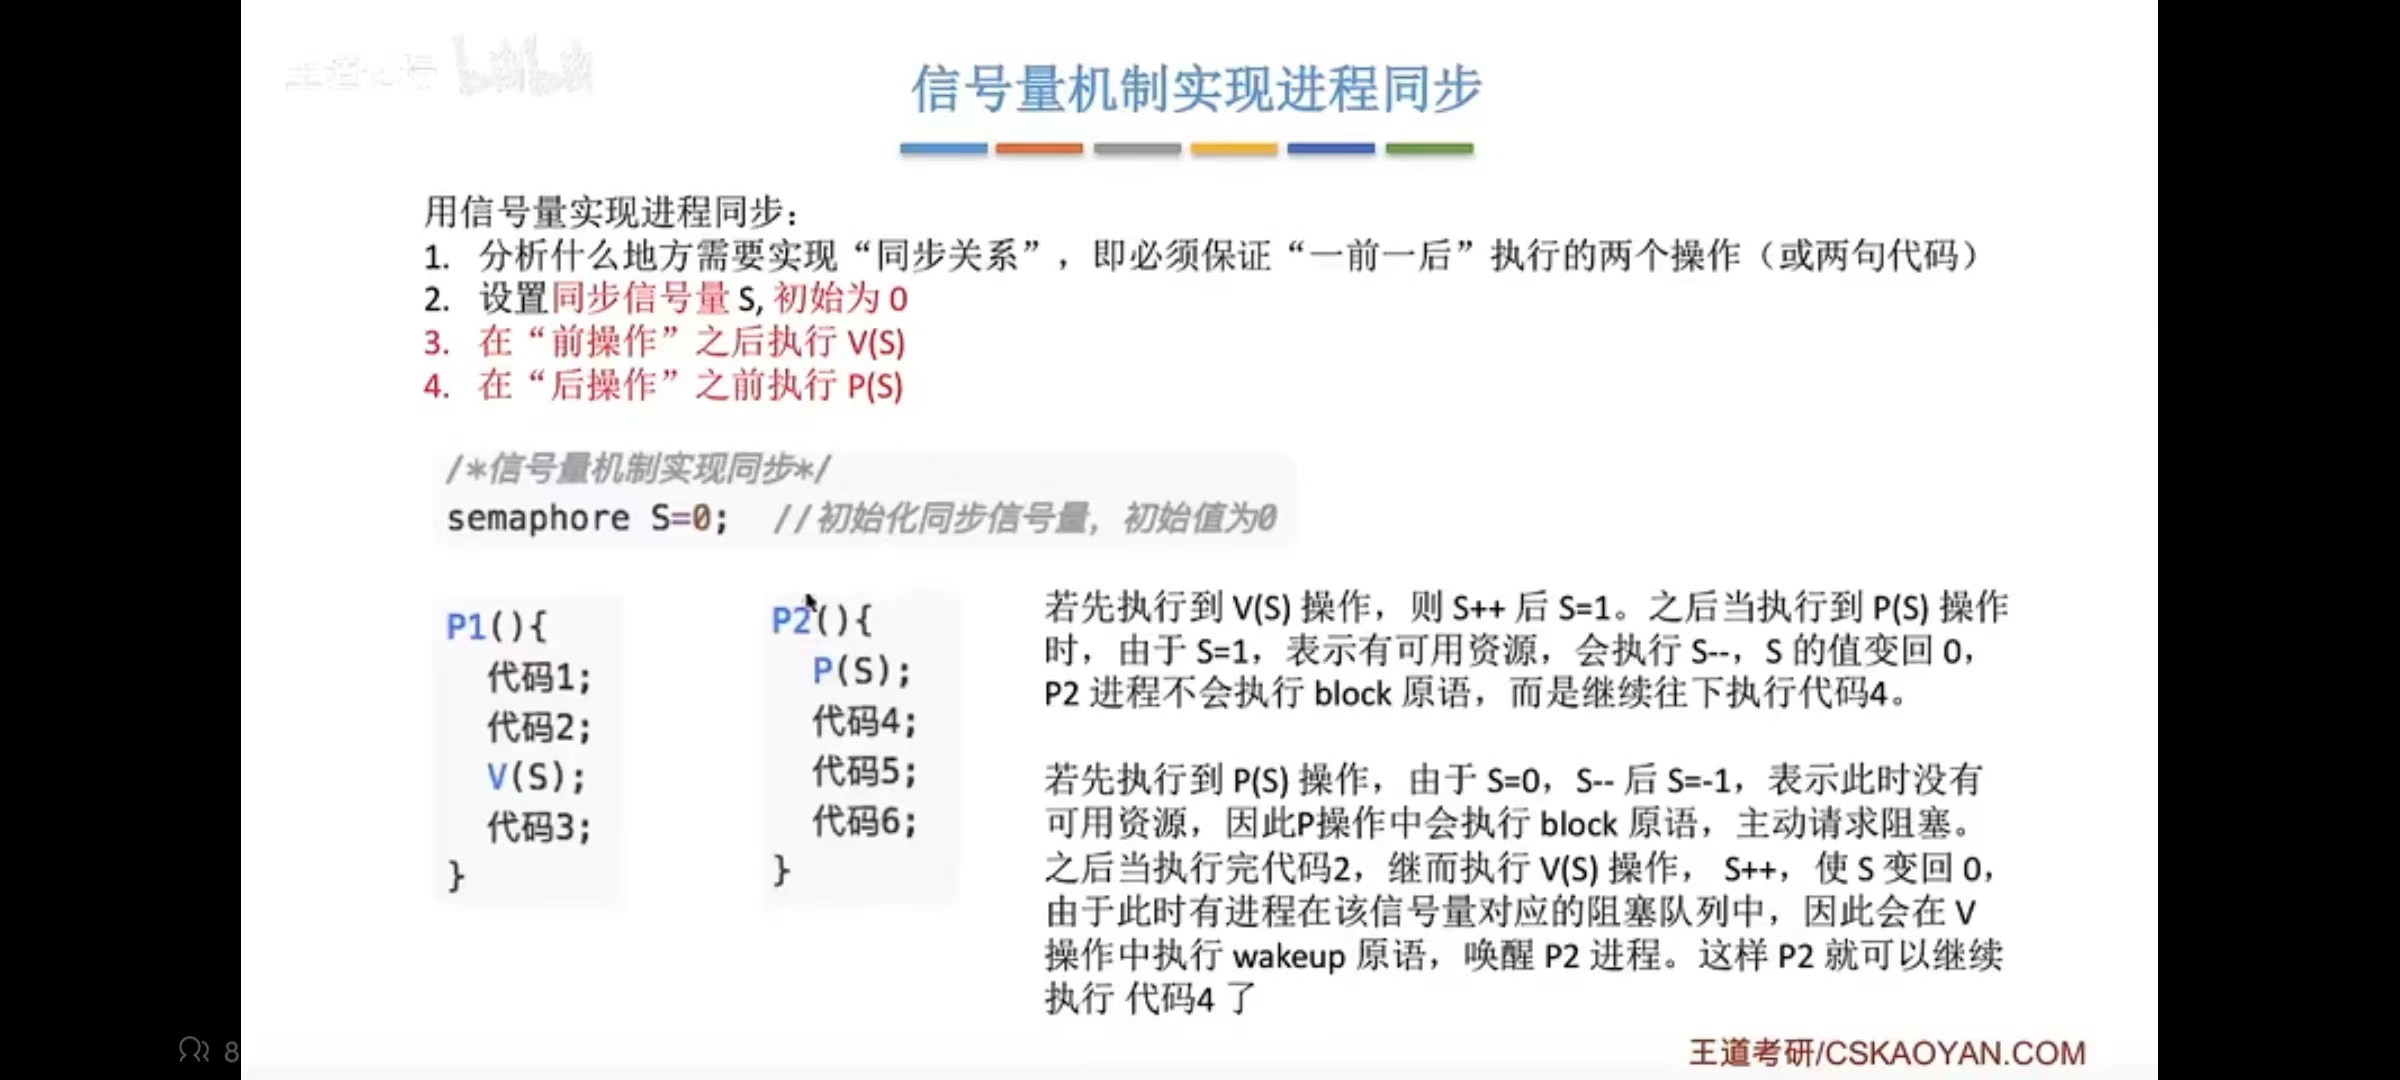 信号量机制实现进程同步
用信号量实现进程同步：
1. 分析什么地方需要实现“同步关系”，即必须保证“一前一后”执行的两个操作（或两句代码）
2. 设置同步信号量 S, 初始为 0
3. 在“前操作”之后执行 V(S)
4. 在“后操作”之前执行 P(S)
/*信号量机制实现同步*/
semaphore S=0; //初始化同步信号量，初始值为0
P1(){
代码1;
代码2;
V(S);
代码3;
}
P2(){
P(S);
代码4;
代码5;
代码6;
}
若先执行到 V(S) 操作，则 S++ 后 S=1。之后当执行到 P(S) 操作
时，由于 S=1，表示有可用资源，会执行 S--，S 的值变回 0，
P2 进程不会执行 block 原语，而是继续往下执行代码4。
若先执行到 P(S) 操作，由于 S=0，S-- 后 S=-1，表示此时没有
可用资源，因此P操作中会执行 block 原语，主动请求阻塞。
之后当执行完代码2，继而执行 V(S) 操作， S++，使 S 变回 0，
由于此时有进程在该信号量对应的阻塞队列中，因此会在 V
操作中执行 wakeup 原语，唤醒 P2 进程。这样 P2 就可以继续
执行 代码4 了
8
王道考研/CSKAOYAN.COM